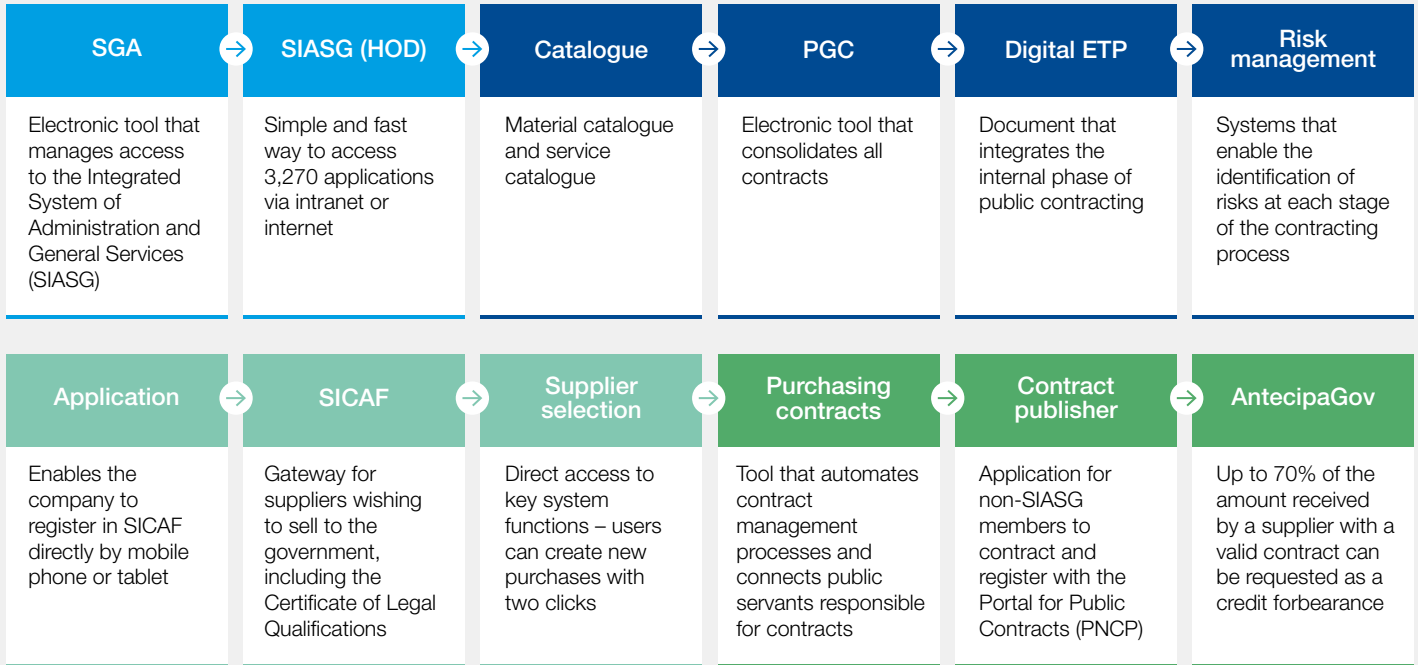 SGA
Electronic tool that
manages access
to the Integrated
System of
Administration and
General Services
(SIASG)
SIASG (HOD)
Simple and fast
way to access
3,270 applications
via intranet or
internet
Catalogue
Material catalogue
and service
catalogue
PGC
Electronic tool that
consolidates all
contracts
Digital ETP
Document that
integrates the
internal phase of
public contracting
Risk
management
Systems that
enable the
identification of
risks at each stage
of the contracting
process
Application
Enables the
company to
register in SICAF
directly by mobile
phone or tablet
SICAF
Gateway for
suppliers wishing
to sell to the
government,
including the
Certificate of Legal
Qualifications
Supplier
selection
Direct access to
key system
functions – users
can create new
purchases with
two clicks
Purchasing
contracts
Tool that automates
contract
management
processes and
connects public
servants responsible
for contracts
Contract
publisher
Application for
non-SIASG
members to
contract and
register with the
Portal for Public
Contracts (PNCP)
AntecipaGov
Up to 70% of the
amount received
by a supplier with a
valid contract can
be requested as a
credit forbearance